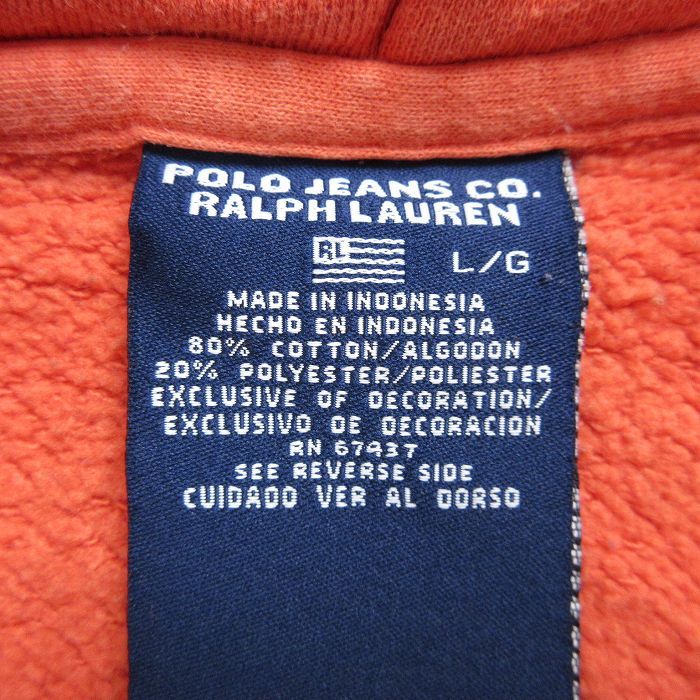 POLO JEANS CO.
RALPH LAUREN
RL
L/G
MADE IN INDONESIA
HECHO EN INDONESIA
80% COTTON/ALGODON
20% POLYESTER/POLIESTER
EXCLUSIVE OF DECORATION/
EXCLUSIVO DE DECORACION
RN 67437
SEE REVERSE SIDE
CUIDADO VER AL DORSO